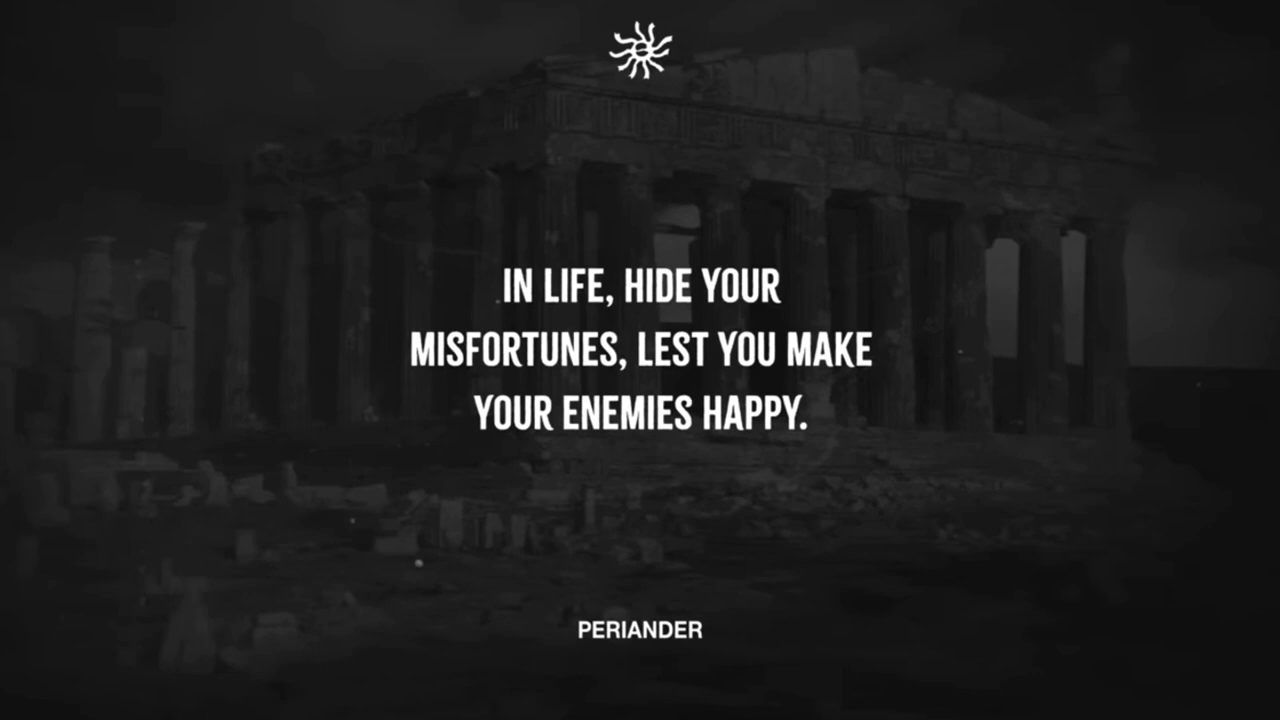 IN LIFE, HIDE YOUR
MISFORTUNES, LEST YOU MAKE
YOUR ENEMIES HAPPY.
PERIANDER